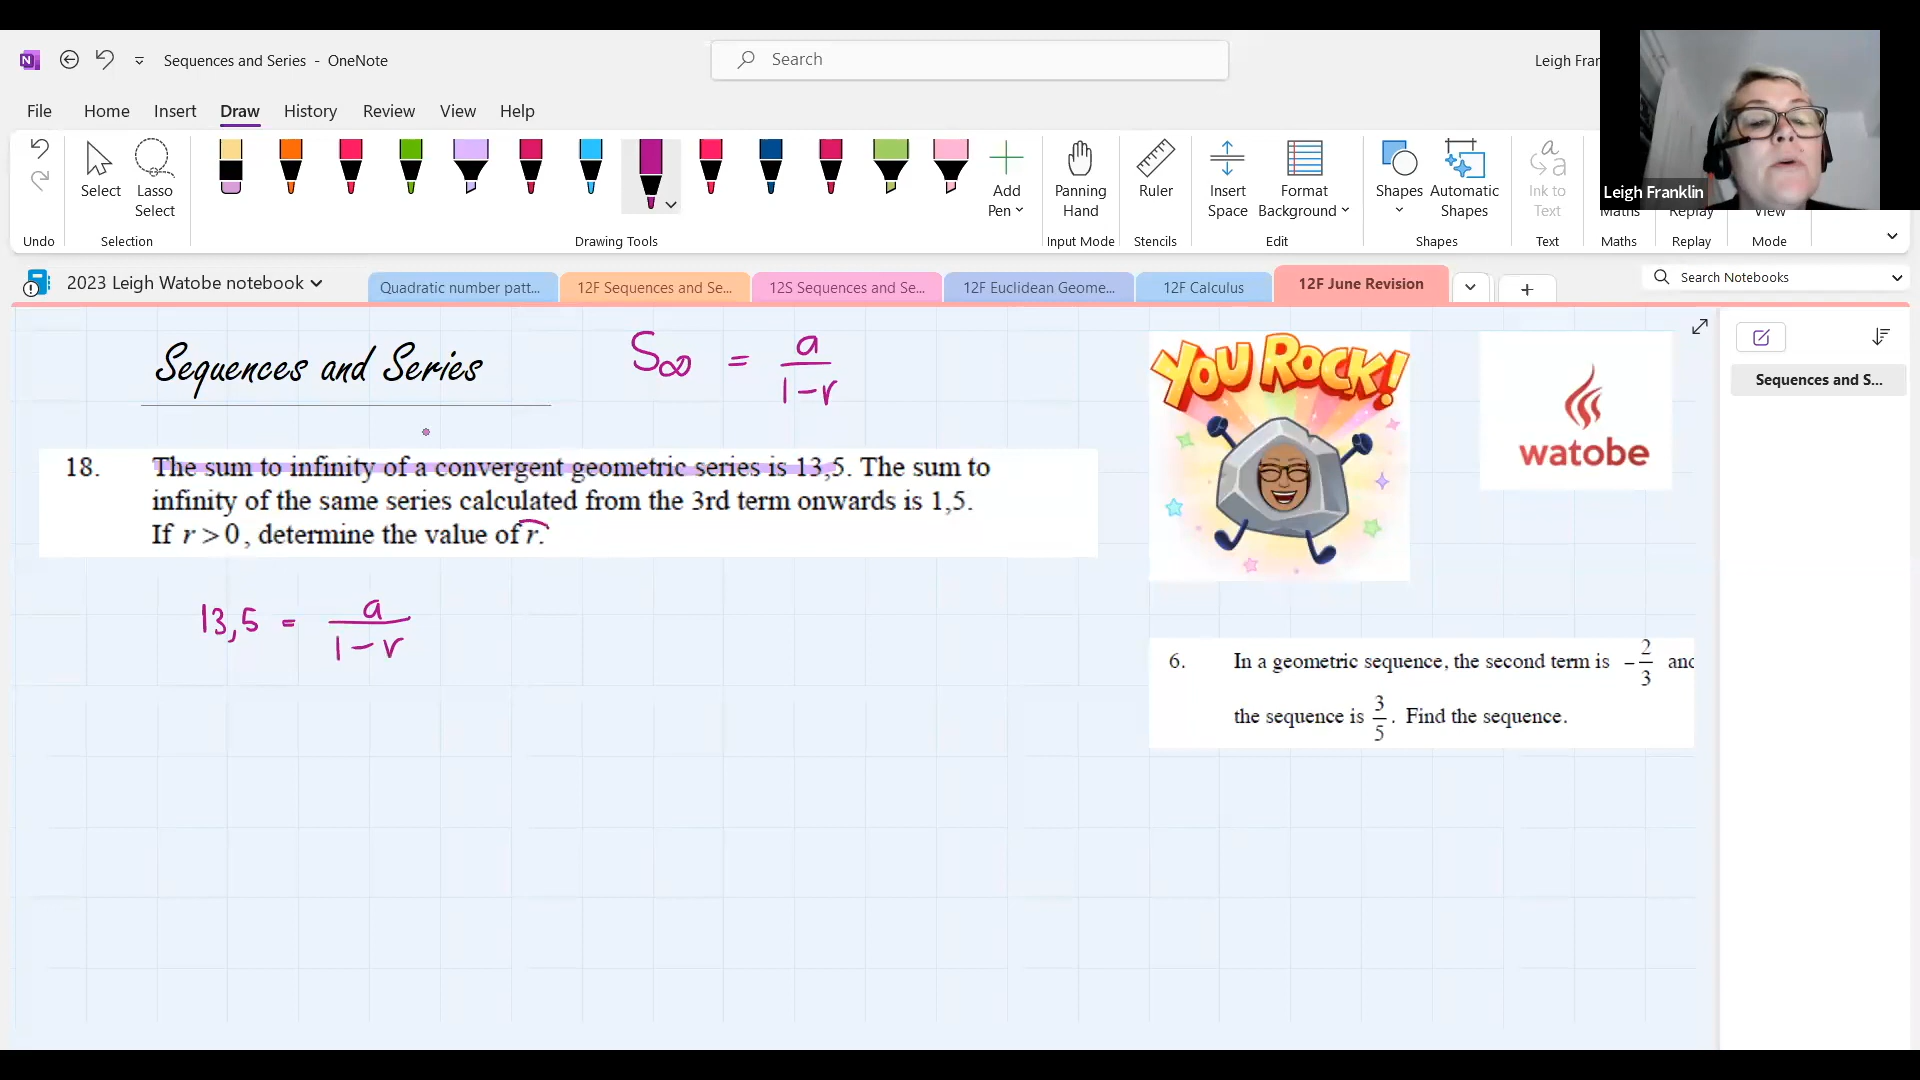 Sequences and Series - OneNote
Search
Leigh Fran
File Home Insert Draw History Review View Help
Undo
Select
Lasso Select
Selection
Drawing Tools
Add Pen
Panning Hand
Input Mode
Ruler
Stencils
Insert Space
Format Background
Edit
Shapes
Automatic Shapes
Shapes
Ink to Text
Text
Maths
Maths
Replay
Replay
View
Mode
Leigh Franklin
2023 Leigh Watobe notebook
Quadratic number patt...
12F Sequences and Se...
12S Sequences and Se...
12F Euclidean Geome...
12F Calculus
12F June Revision
Search Notebooks
Sequences and S...
Sequences and Series
S∞ = a/(1-r)
YOU ROCK!
watobe
18. The sum to infinity of a convergent geometric series is 13,5. The sum to
infinity of the same series calculated from the 3rd term onwards is 1,5.
If r > 0, determine the value of r.
13,5 = a/(1-r)
6. In a geometric sequence, the second term is -2/3 and
the sequence is 3/5. Find the sequence.